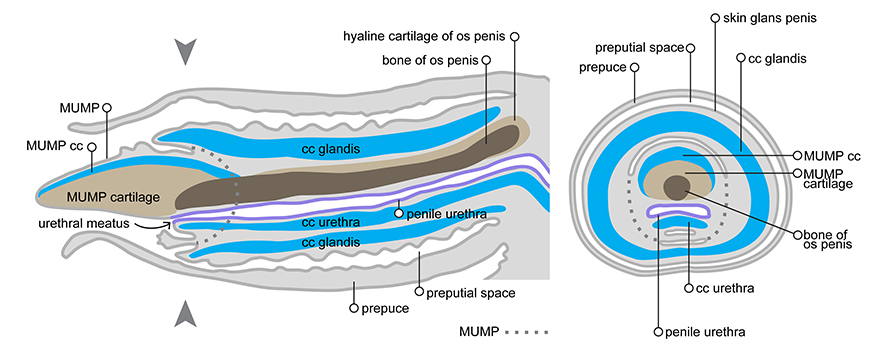 hyaline cartilage of os penis
bone of os penis
MUMP
MUMP cc
cc glandis
MUMP cartilage
urethral meatus
cc urethra
penile urethra
cc glandis
preputial space
prepuce
MUMP
skin glans penis
preputial space
prepuce
cc glandis
MUMP cc
MUMP
cartilage
bone of
os penis
cc urethra
penile urethra